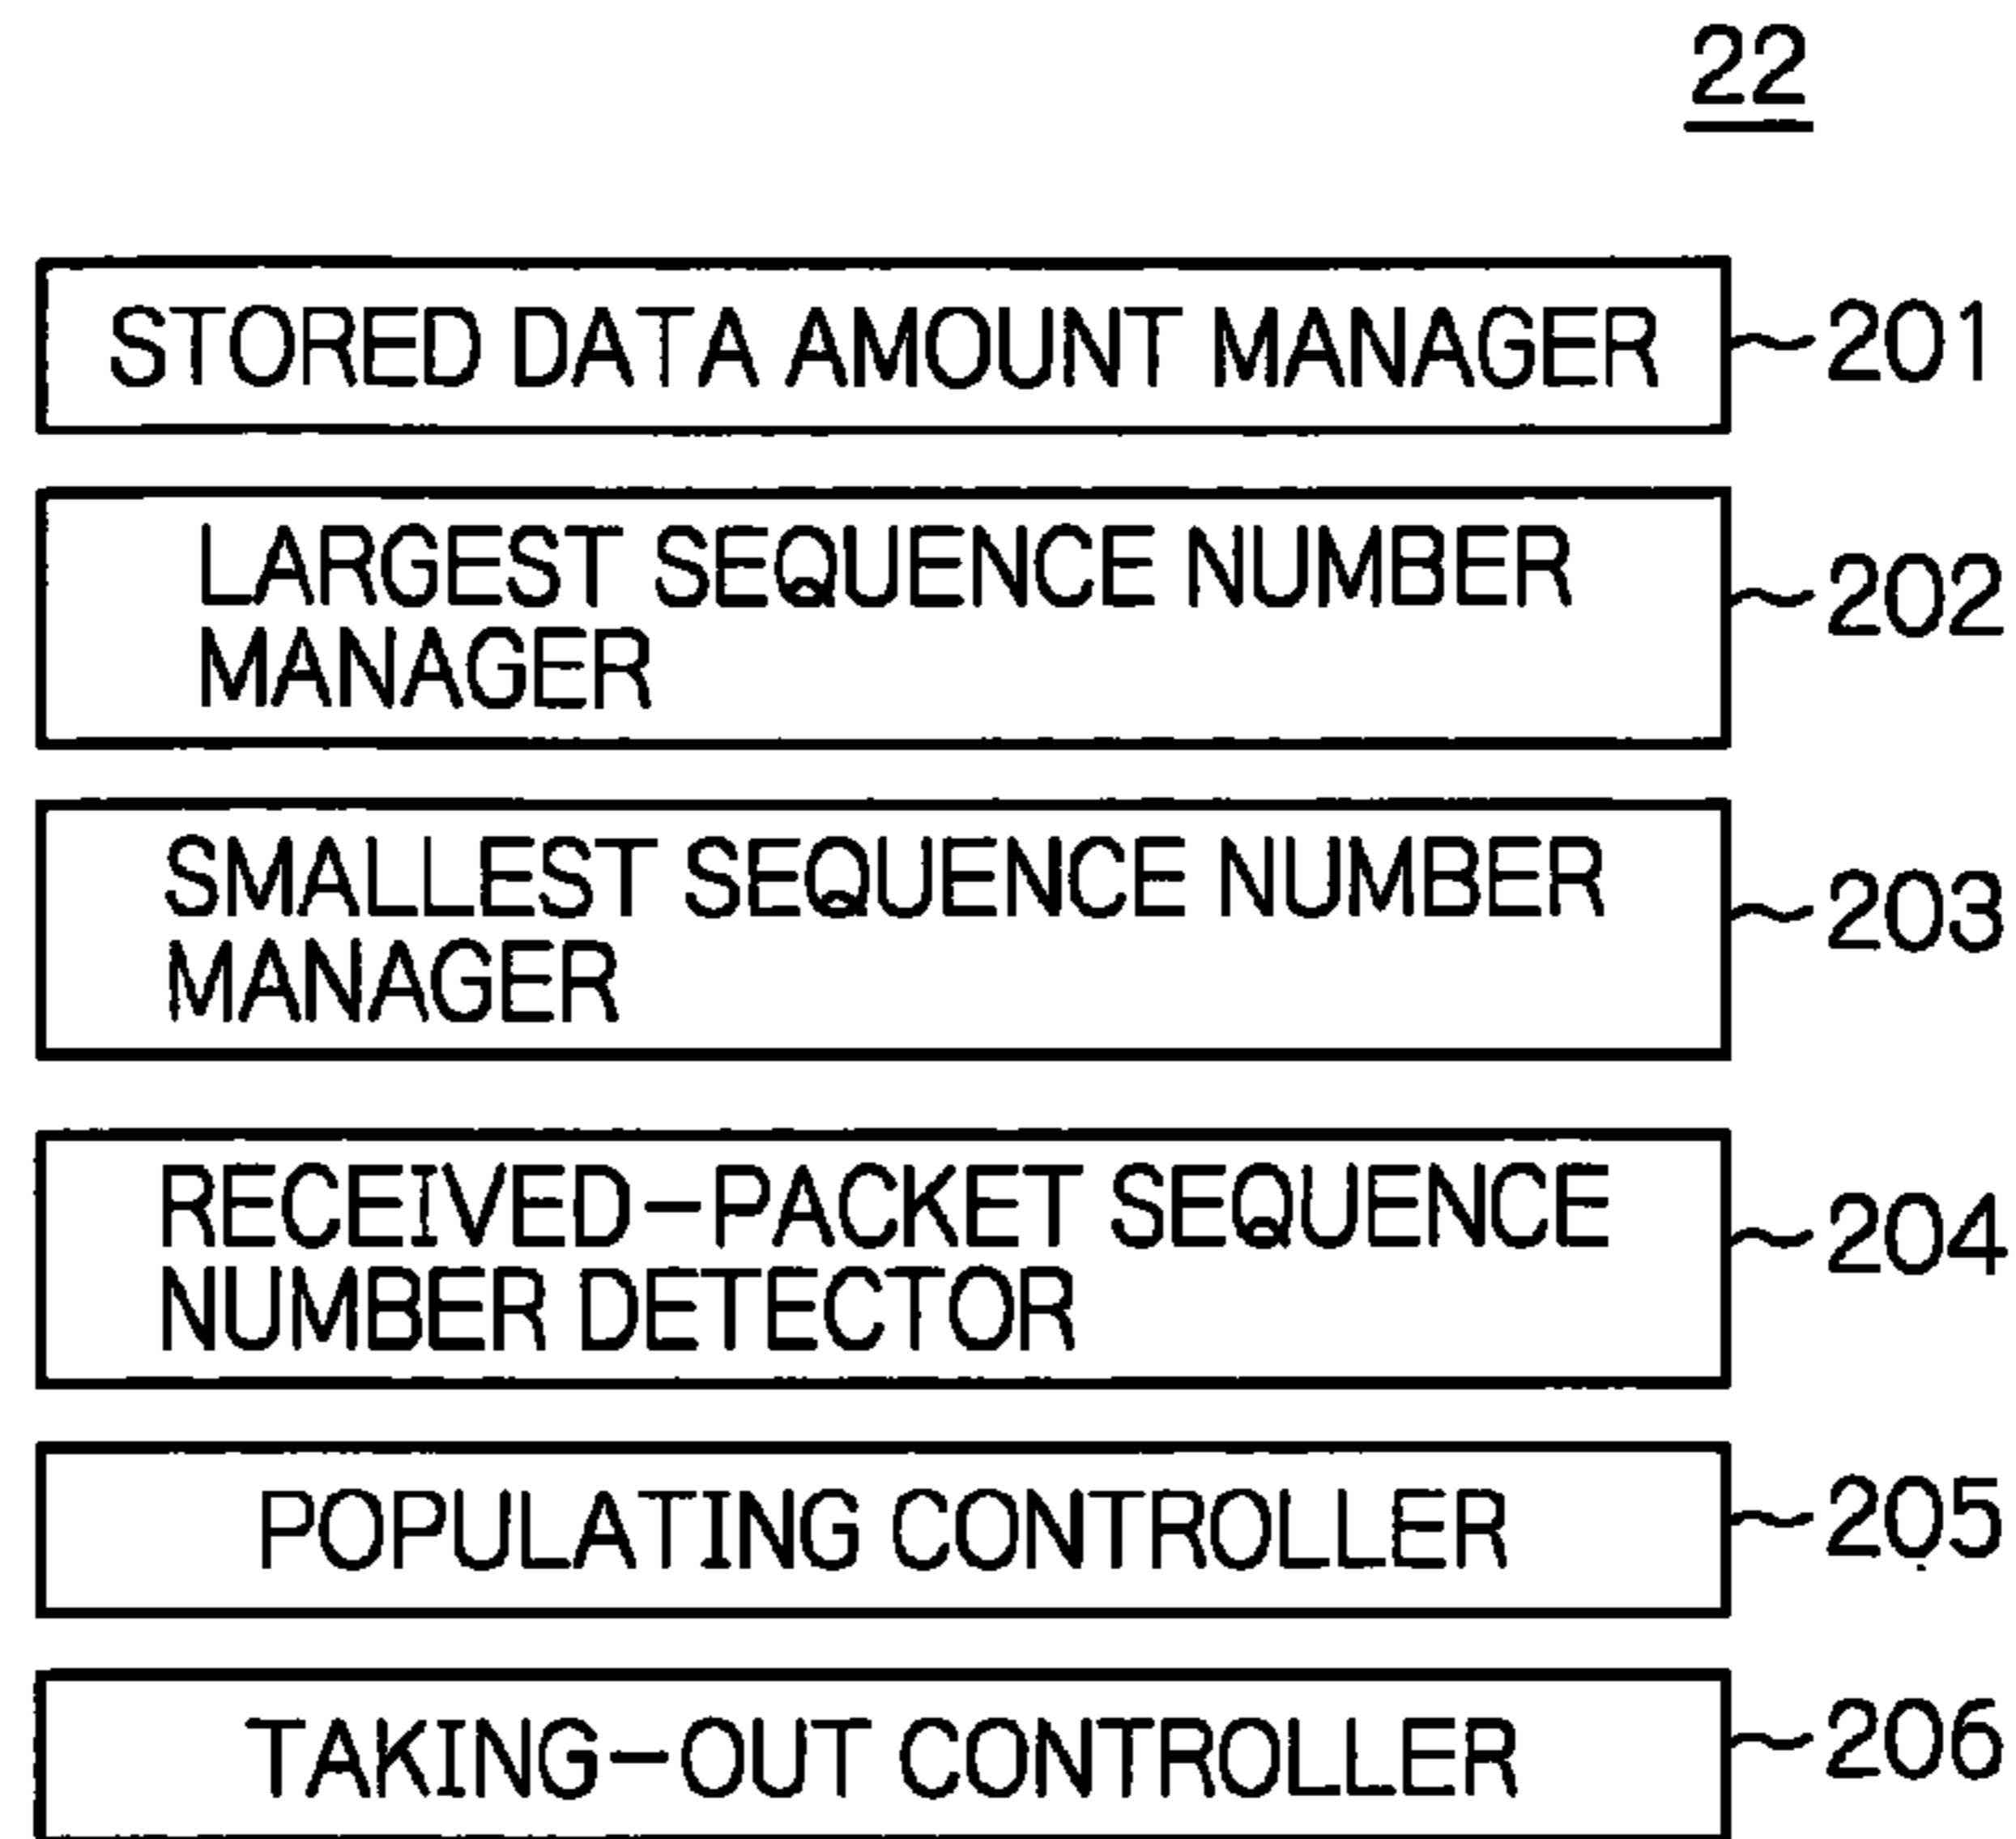 22
STORED DATA AMOUNT MANAGER 201
LARGEST SEQUENCE NUMBER
MANAGER
202
SMALLEST SEQUENCE NUMBER
MANAGER
203
RECEIVED-PACKET SEQUENCE
NUMBER DETECTOR
204
POPULATING CONTROLLER 205
TAKING-OUT CONTROLLER 206